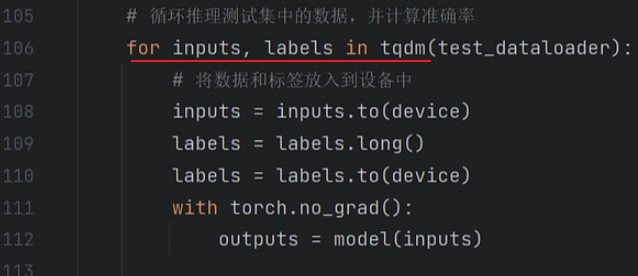 105 # 循环推理测试集中的数据，并计算准确率
106 for inputs, labels in tqdm(test_dataloader):
107 # 将数据和标签放入到设备中
108 inputs = inputs.to(device)
109 labels = labels.long()
110 labels = labels.to(device)
111 with torch.no_grad():
112 outputs = model(inputs)
113